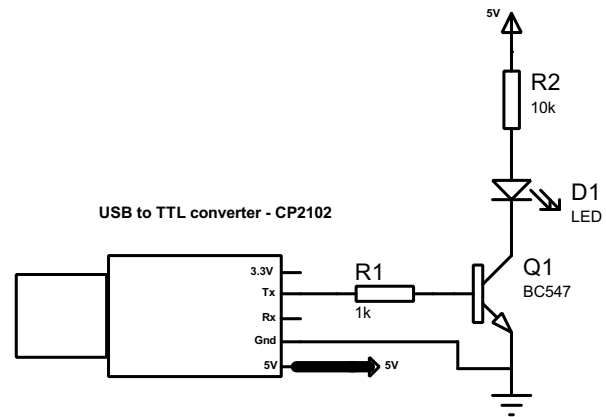 5V
R2
10k
D1
LED
USB to TTL converter - CP2102
3.3V
Tx
Rx
Gnd
5V
5V
R1
1k
Q1
BC547